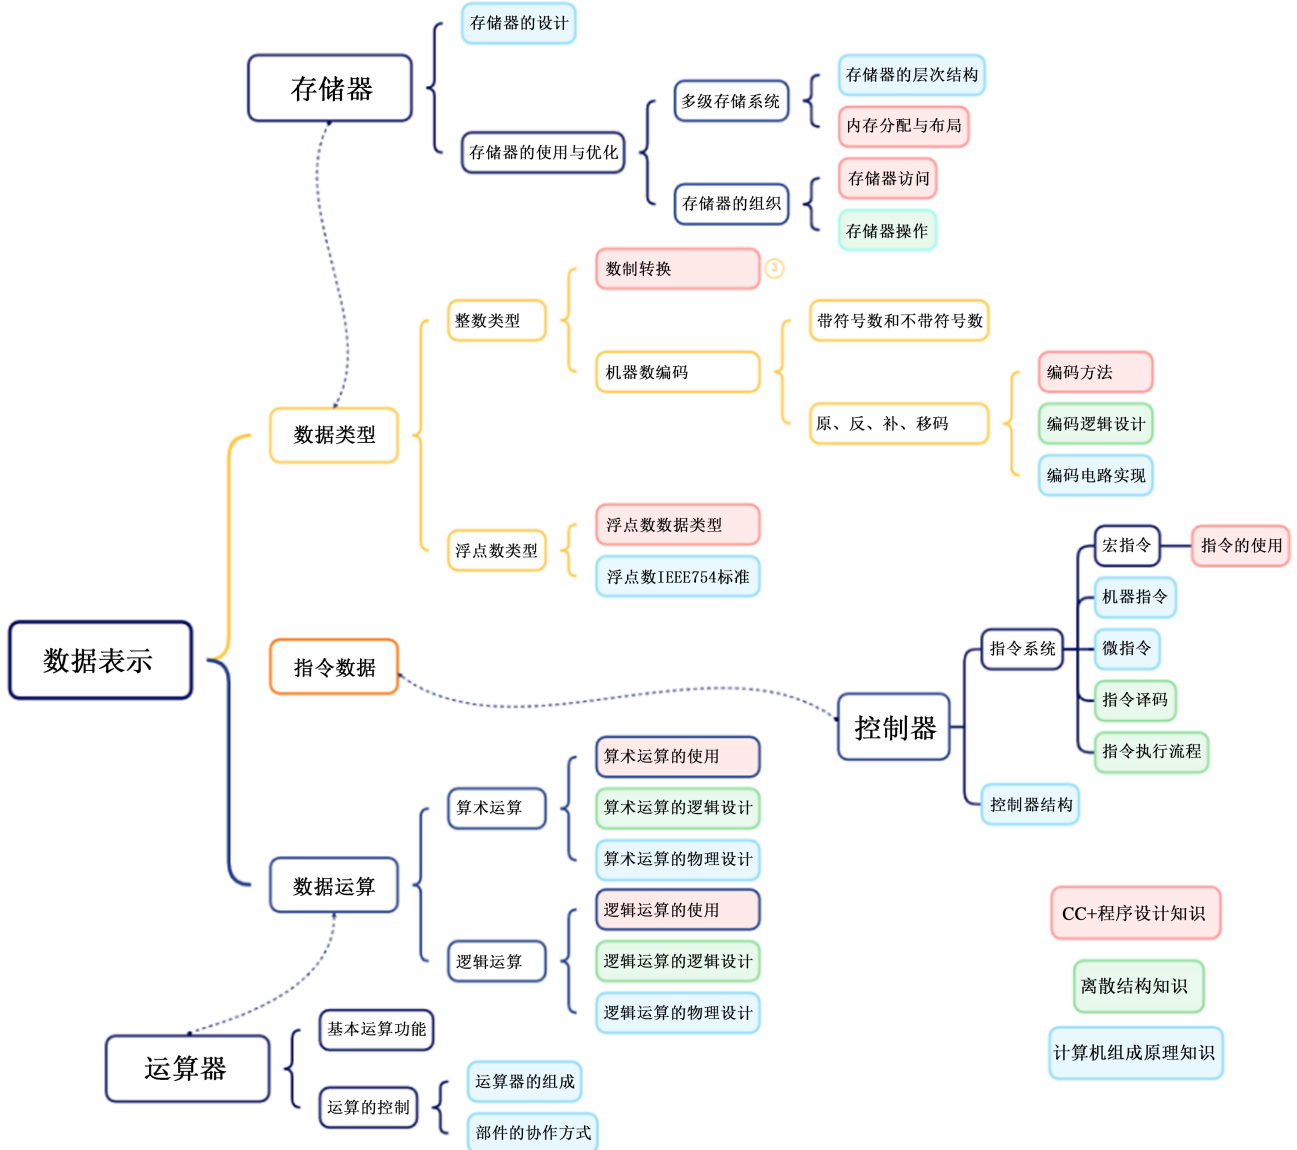 存储器的设计
存储器
存储器的层次结构
多级存储系统
内存分配与布局
存储器的使用与优化
存储器访问
存储器的组织
存储器操作
数制转换
3
整数类型
带符号数和不带符号数
机器数编码
编码方法
原、反、补、移码
编码逻辑设计
数据类型
编码电路实现
浮点数数据类型
浮点数类型
浮点数IEEE754标准
宏指令
指令的使用
机器指令
指令系统
微指令
数据表示
指令数据
指令译码
控制器
指令执行流程
控制器结构
算术运算的使用
算术运算
算术运算的逻辑设计
算术运算的物理设计
数据运算
逻辑运算的使用
逻辑运算
逻辑运算的逻辑设计
逻辑运算的物理设计
CC+程序设计知识
离散结构知识
计算机组成原理知识
基本运算功能
运算器
运算器的组成
运算的控制
部件的协作方式